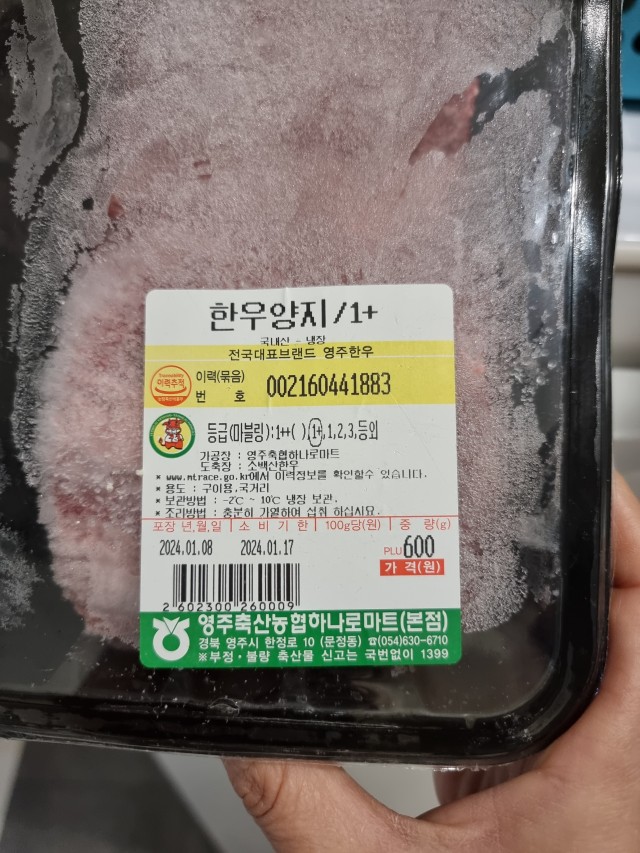 한우양지/1+
국내산 - 냉장
전국대표브랜드 영주한우
이력추적
이력(묶음)
번 호 002160441883
등급(마블링):1++( ),1+,1,2,3,등외
가공장 : 영주축협하나로마트
도축장 : 소백산한우
* www.mtrace.go.kr에서 이력정보를 확인할수 있습니다.
* 용도 : 구이용,국거리
* 보관방법 : -2℃ ~ 10℃ 냉장 보관.
* 조리방법 : 충분히 가열하여 섭취 하십시요.
포장 년,월,일 소 비 기 한 100g당(원) 중 량(g)
2024.01.08 2024.01.17 PLU 600
가 격(원)
2 602300 260009
영주축산농협하나로마트(본점)
경북 영주시 한정로 10 (문정동) ☎(054)630-6710
※부정·불량 축산물 신고는 국번없이 1399